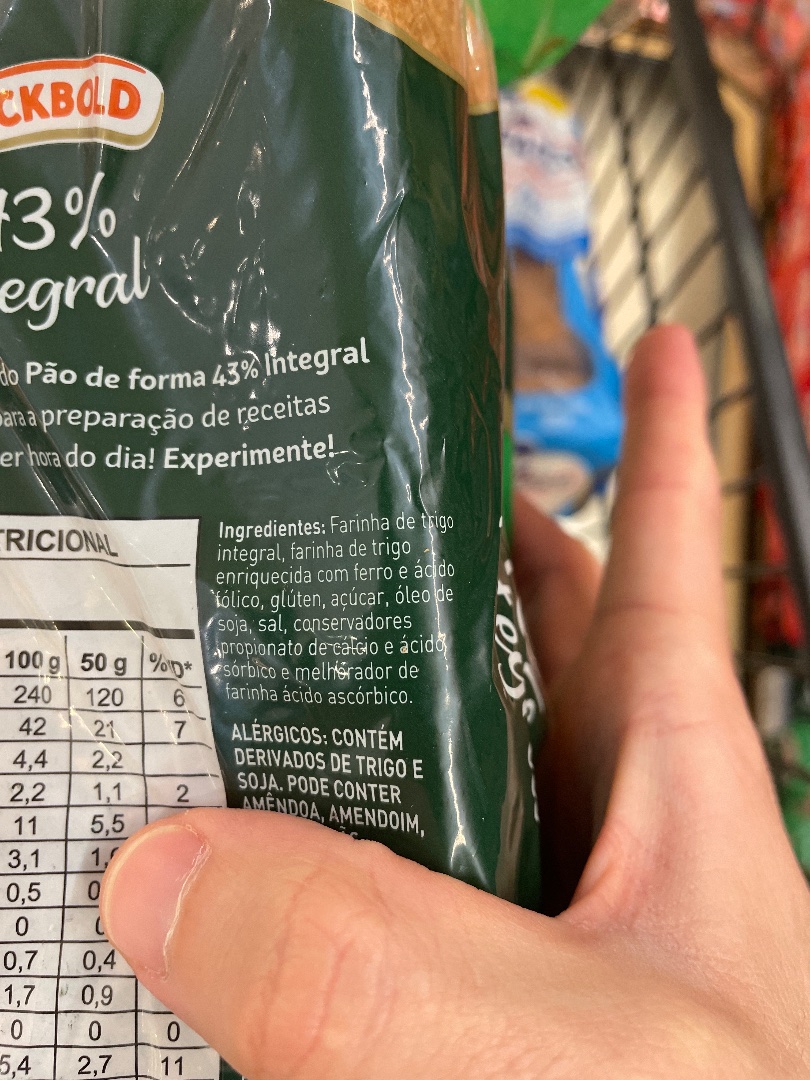 CKBOLD
43%
egral
do Pão de forma 43% Integral
para a preparação de receitas
er hora do dia! Experimente!
TRICIONAL
100 g 50 g %VD*
240 120 6
42 21 7
4,4 2,2
2,2 1,1 2
11 5,5
3,1
0,5
0
0,7 0,4
1,7 0,9
0 0 0
5,4 2,7 11
Ingredientes: Farinha de trigo
integral, farinha de trigo
enriquecida com ferro e ácido
fólico, glúten, açúcar, óleo de
soja, sal, conservadores
propionato de cálcio e ácido
sórbico e melhorador de
farinha ácido ascórbico.
ALÉRGICOS: CONTÉM
DERIVADOS DE TRIGO E
SOJA. PODE CONTER
AMÊNDOA, AMENDOIM,